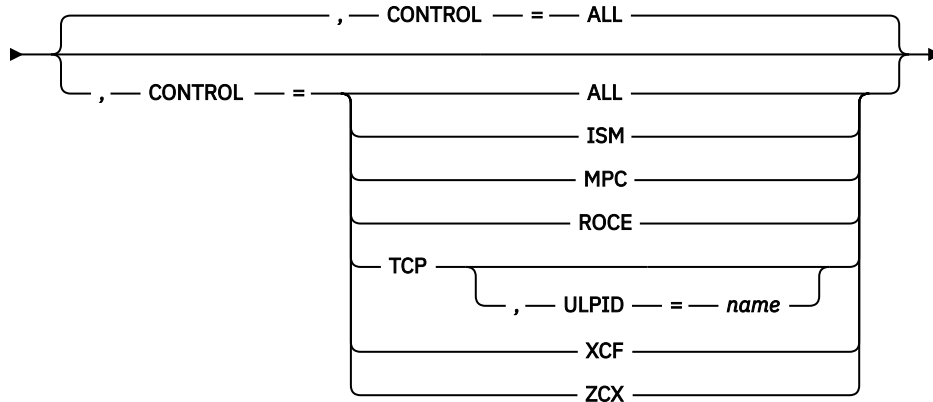 , CONTROL = ALL
, CONTROL = ALL
ISM
MPC
ROCE
TCP
, ULPID = name
XCF
ZCX